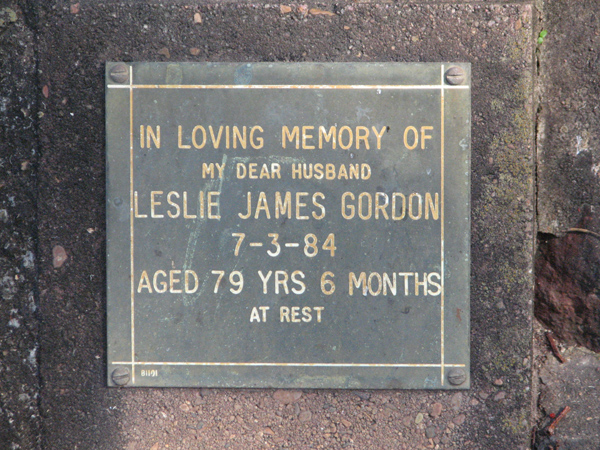 IN LOVING MEMORY OF
MY DEAR HUSBAND
LESLIE JAMES GORDON
7-3-84
AGED 79 YRS 6 MONTHS
AT REST